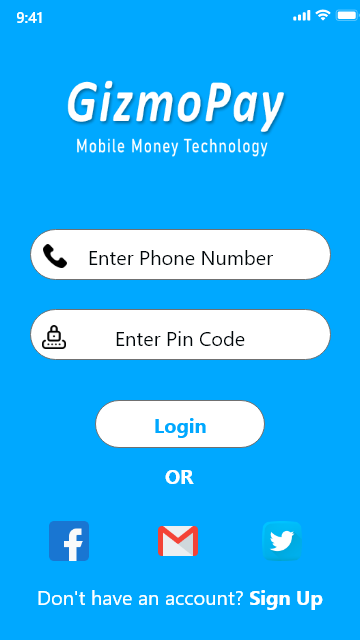 9:41
GizmoPay
Mobile Money Technology
Enter Phone Number
Enter Pin Code
Login
OR
Don't have an account? Sign Up